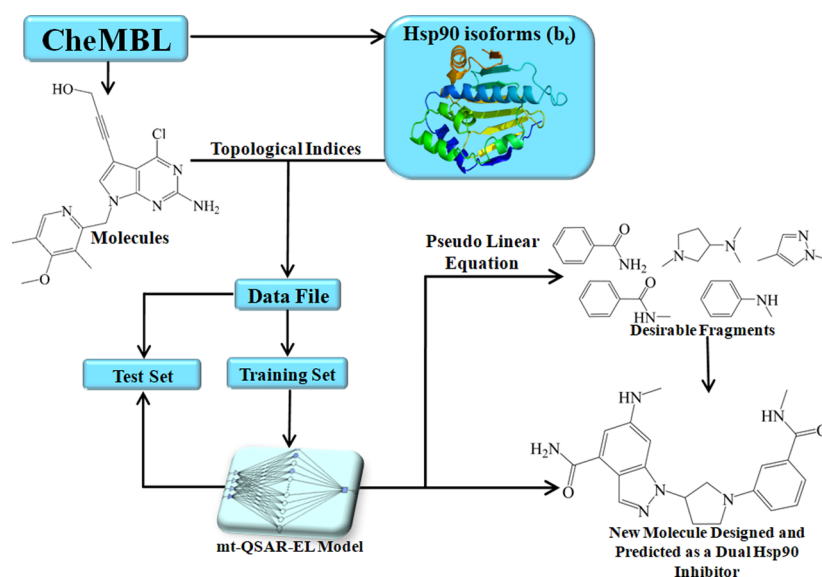 CheMBL
Hsp90 isoforms (bt)
HO
Cl
N
N
N
NH2
N
O
Molecules
Topological Indices
Pseudo Linear
Equation
O
NH2
N
N
N
N
O
HN
NH
Desirable Fragments
Data File
Test Set
Training Set
mt-QSAR-EL Model
HN
H2N
O
N
N
N
HN
O
New Molecule Designed and
Predicted as a Dual Hsp90
Inhibitor